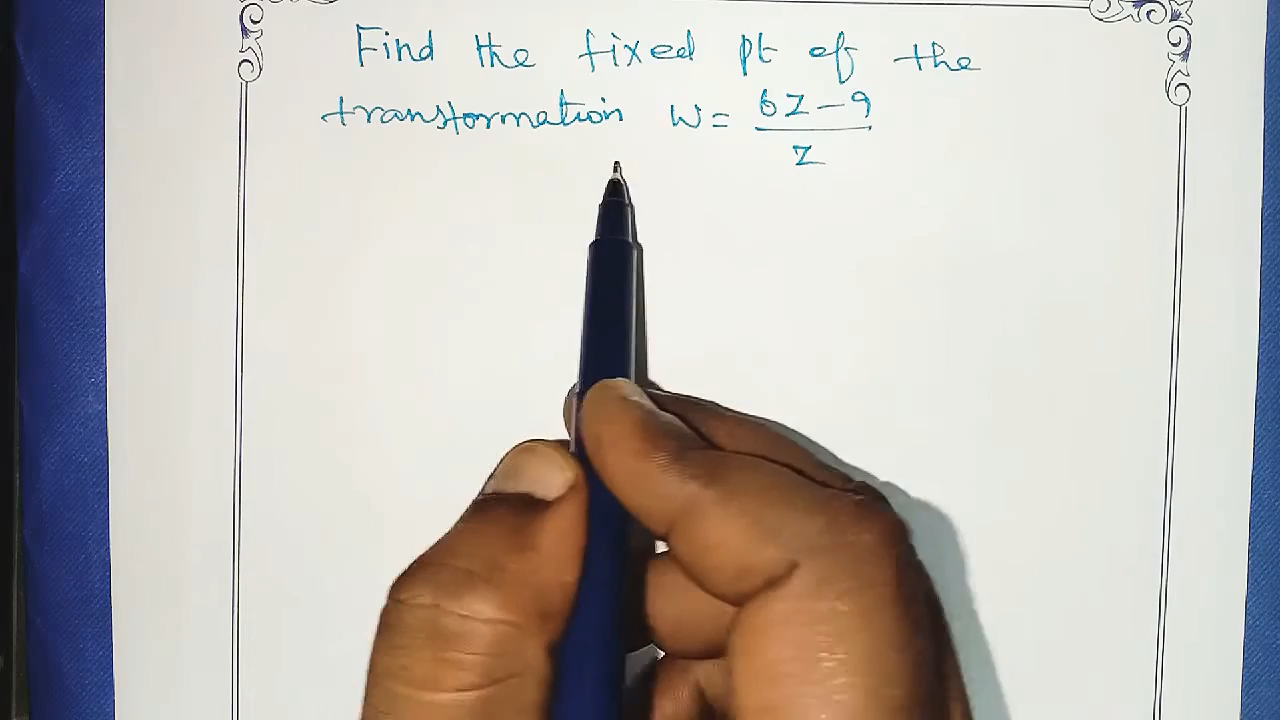 Find the fixed pt of the
transformation w = 6z-9/z